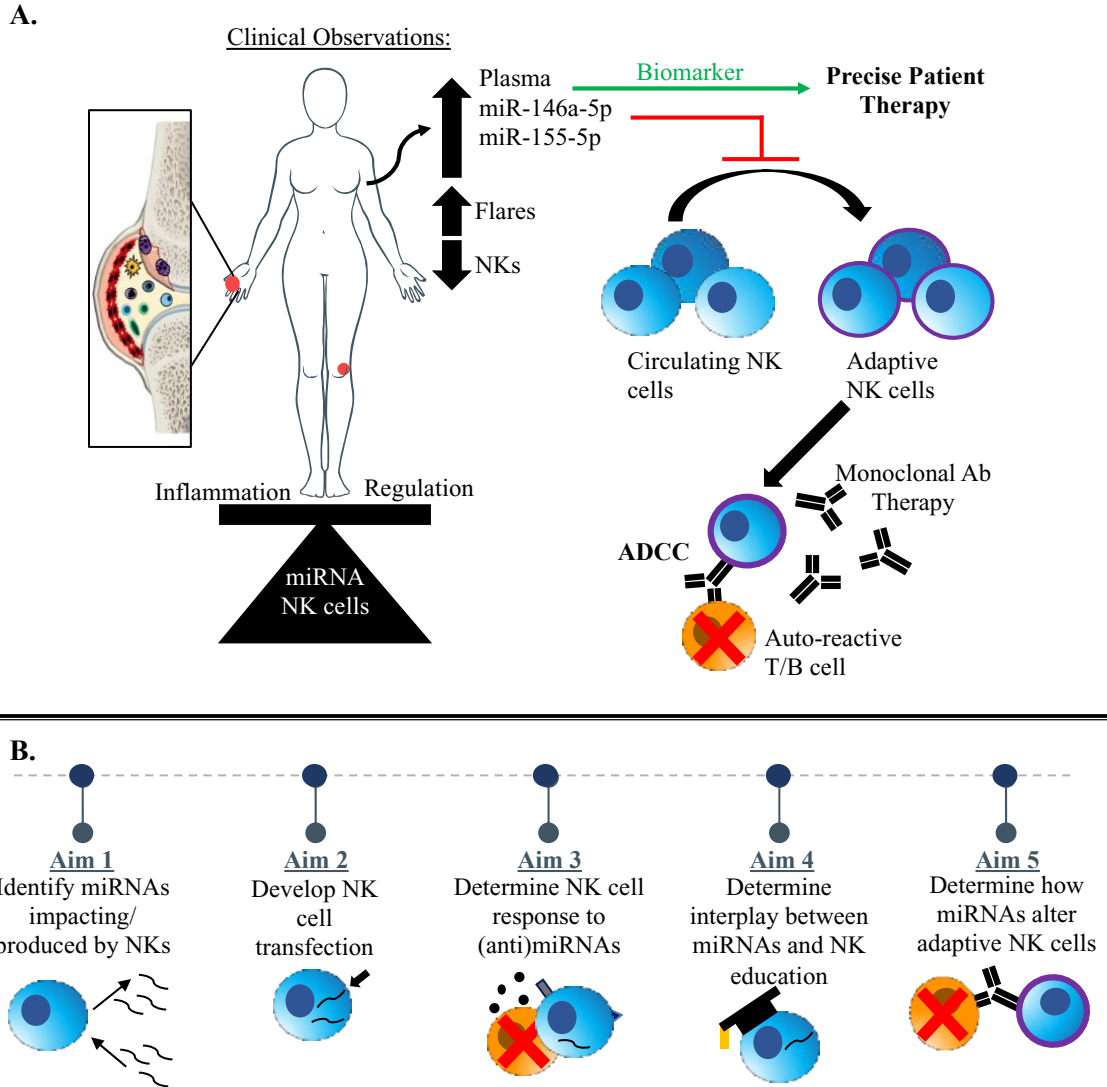 A.
Clinical Observations:
Plasma
miR-146a-5p
miR-155-5p
Biomarker
Precise Patient
Therapy
Flares
NKs
Circulating NK
cells
Adaptive
NK cells
Inflammation
Regulation
miRNA
NK cells
Monoclonal Ab
Therapy
ADCC
Auto-reactive
T/B cell
B.
Aim 1
Identify miRNAs
impacting/
produced by NKs
Aim 2
Develop NK
cell
transfection
Aim 3
Determine NK cell
response to
(anti)miRNAs
Aim 4
Determine
interplay between
miRNAs and NK
education
Aim 5
Determine how
miRNAs alter
adaptive NK cells